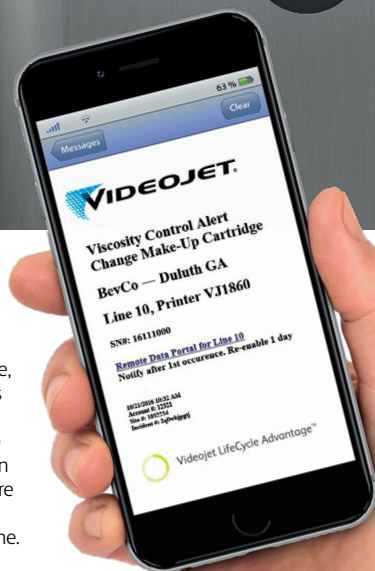 63 %
Messages
Clear
VIDEOJET.
Viscosity Control Alert
Change Make-Up Cartridge
BevCo — Duluth GA
Line 10, Printer VJ1860
SN#: 16111000
Remote Data Portal for Line 10
Notify after 1st occurence. Re-enable 1 day
10/21/2016 10:32 AM
Account #: 12321
Videojet LifeCycle Advantage™